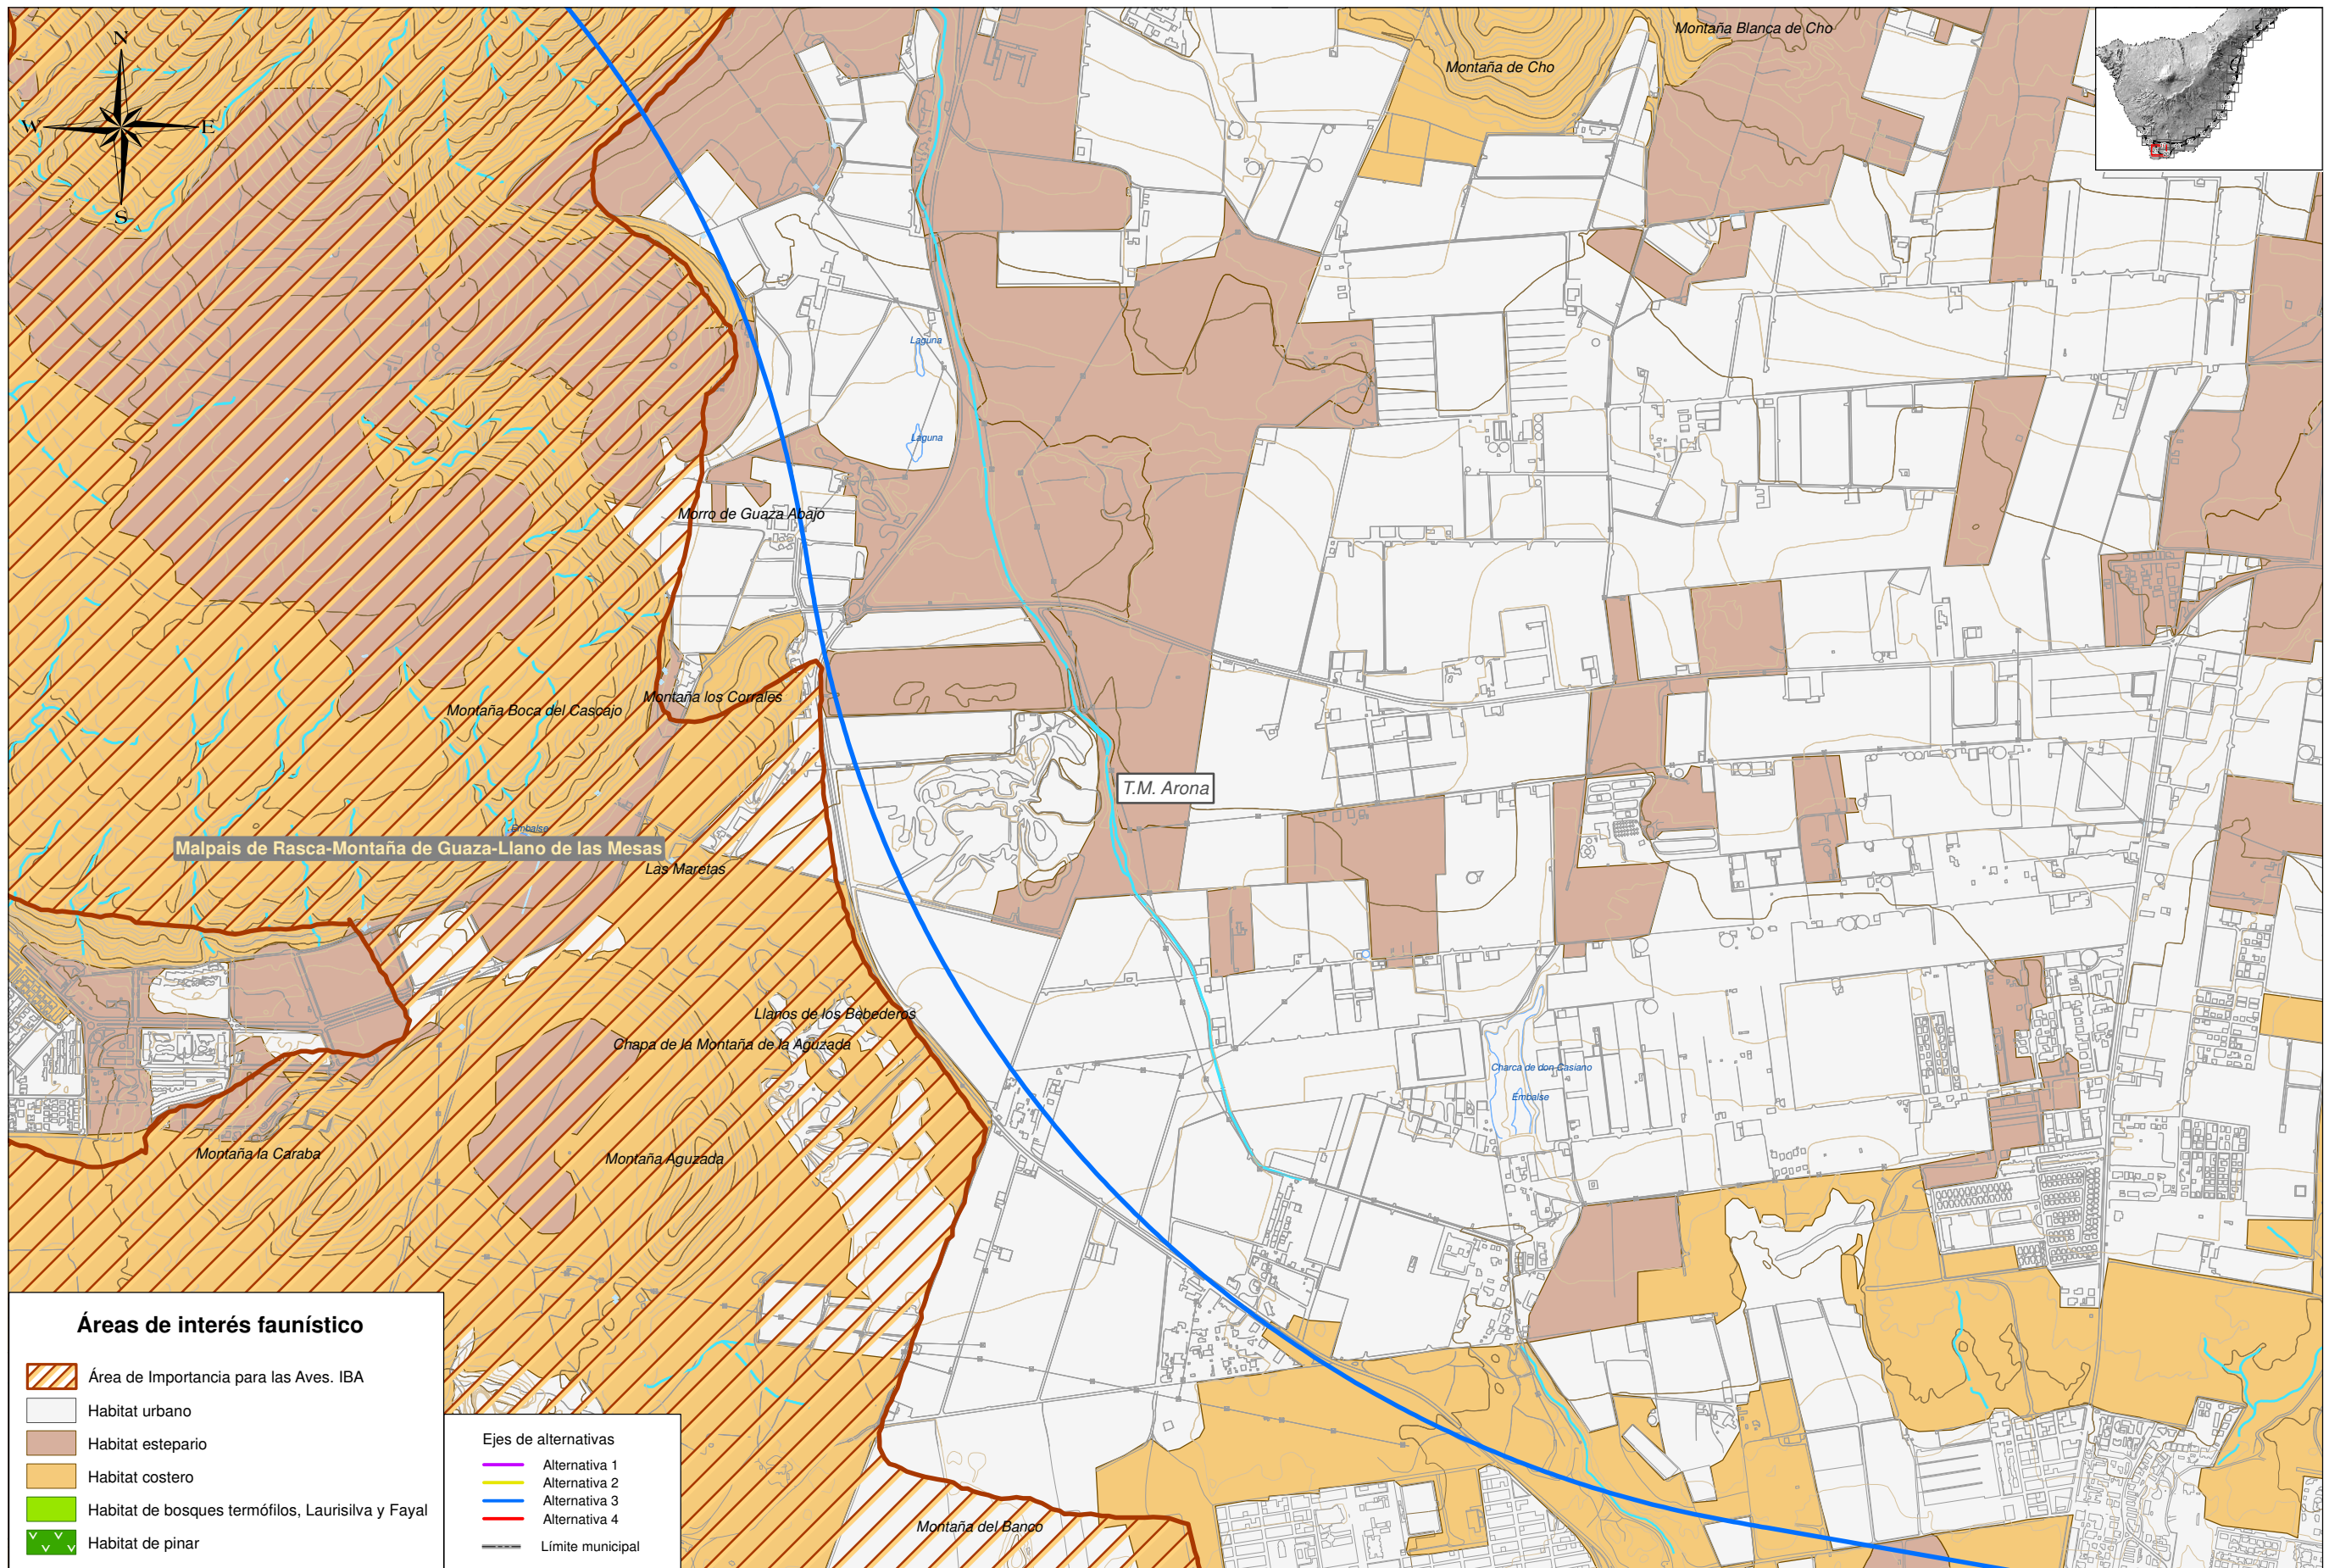 N
W
E
S
Montaña Blanca de Cho
Montaña de Cho
Laguna
Laguna
Morro de Guaza Abajo
Montaña los Corrales
Montaña Boca del Cascajo
T.M. Arona
Embalse
Malpais de Rasca-Montaña de Guaza-Llano de las Mesas
Las Maretas
Llanos de los Bebederos
Chapa de la Montaña de la Aguzada
Charca de don Casiano
Embalse
Montaña la Caraba
Montaña Aguzada
Montaña del Banco
Áreas de interés faunístico
Área de Importancia para las Aves. IBA
Habitat urbano
Habitat estepario
Habitat costero
Habitat de bosques termófilos, Laurisilva y Fayal
Habitat de pinar
Ejes de alternativas
Alternativa 1
Alternativa 2
Alternativa 3
Alternativa 4
Límite municipal